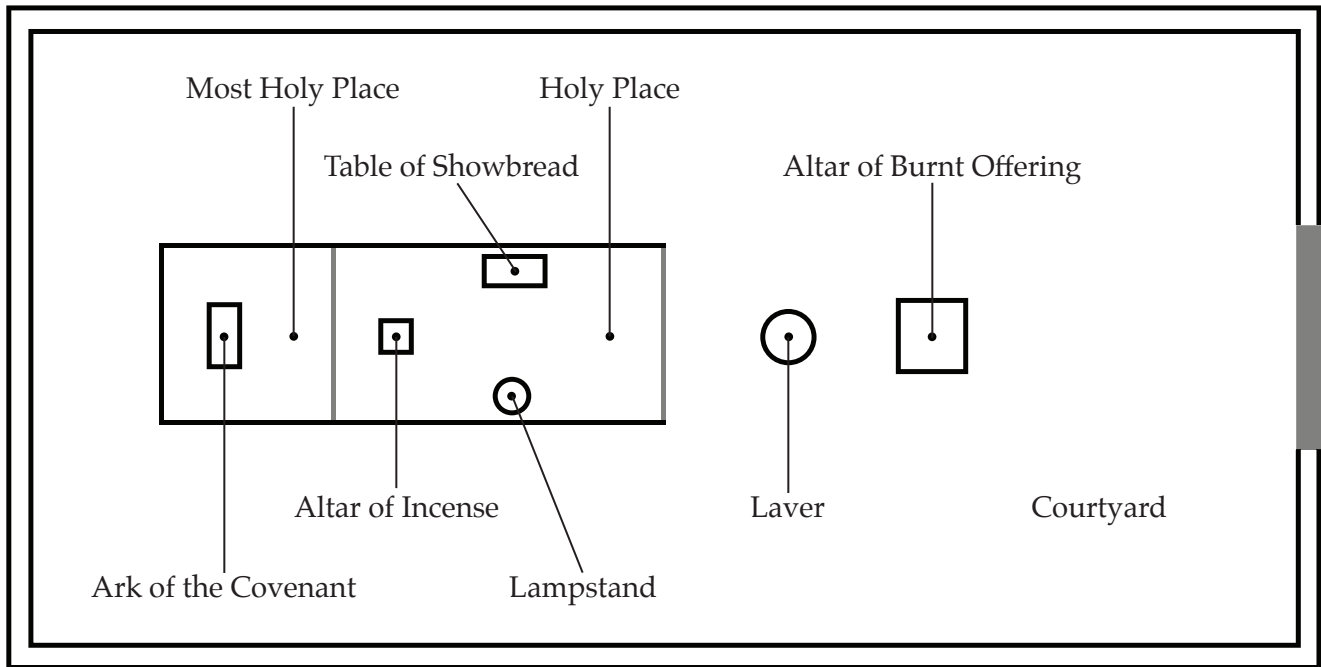 Most Holy Place
Holy Place
Table of Showbread
Altar of Burnt Offering
Altar of Incense
Laver
Courtyard
Ark of the Covenant
Lampstand